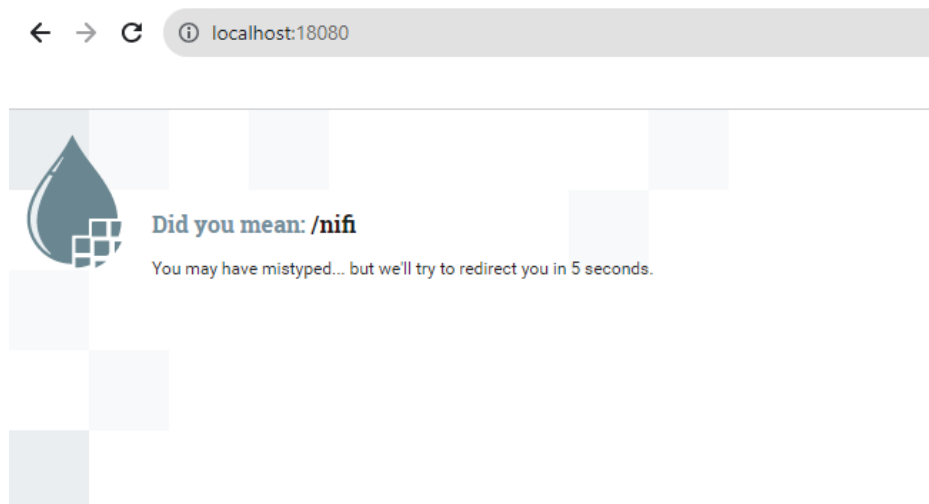 localhost:18080
Did you mean: /nifi
You may have mistyped... but we'll try to redirect you in 5 seconds.